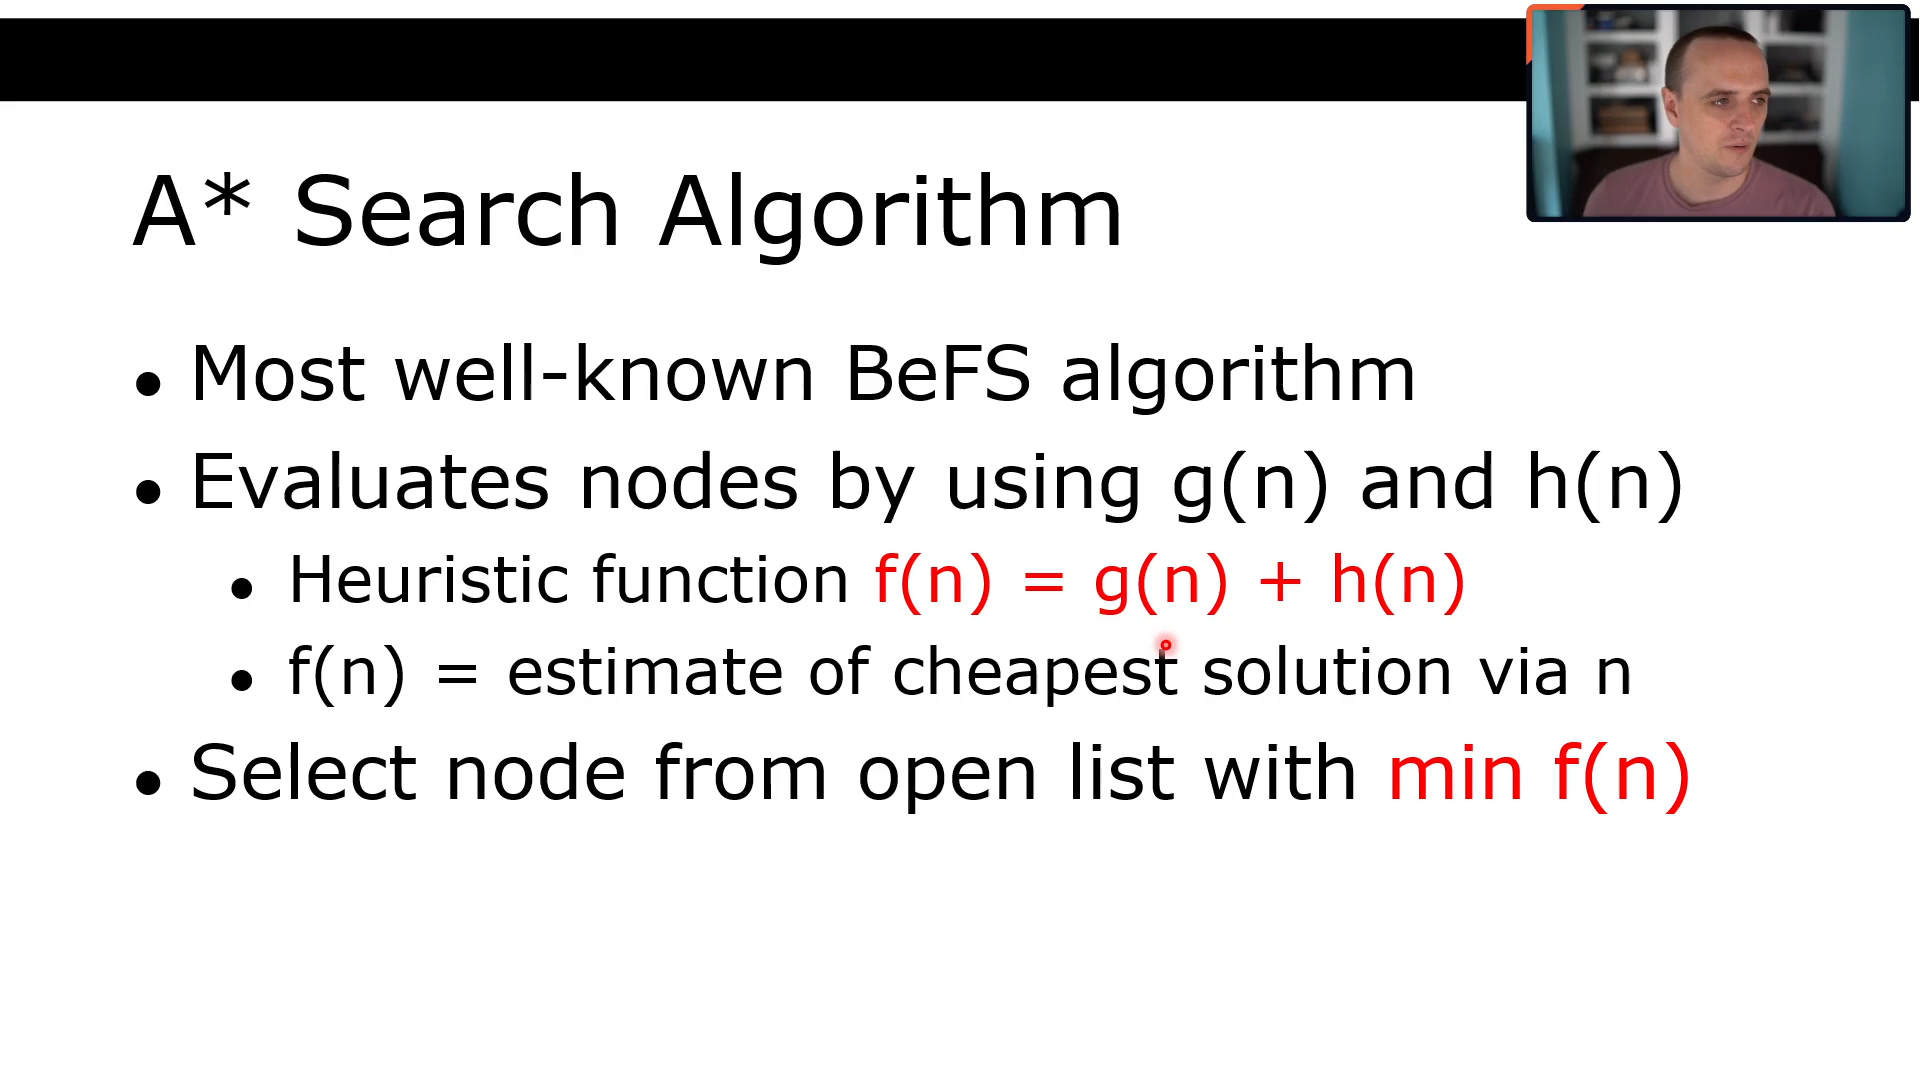 A* Search Algorithm
• Most well-known BeFS algorithm
• Evaluates nodes by using g(n) and h(n)
• Heuristic function f(n) = g(n) + h(n)
• f(n) = estimate of cheapest solution via n
• Select node from open list with min f(n)